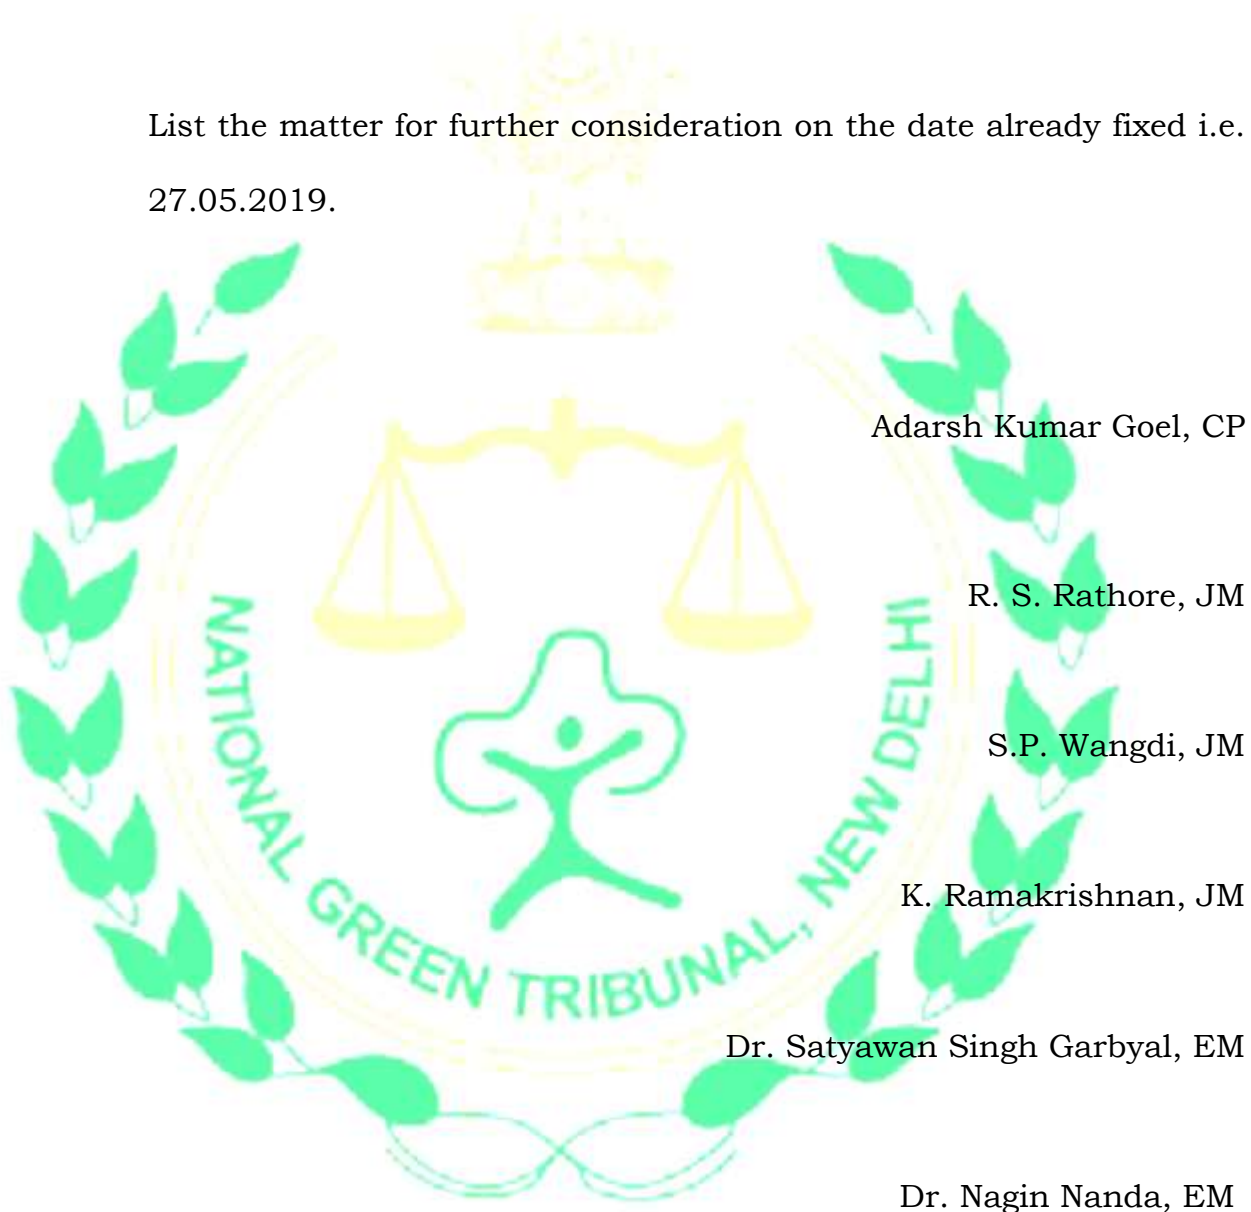 List the matter for further consideration on the date already fixed i.e.
27.05.2019.
Adarsh Kumar Goel, CP
R. S. Rathore, JM
S.P. Wangdi, JM
K. Ramakrishnan, JM
Dr. Satyawan Singh Garbyal, EM
Dr. Nagin Nanda, EM
NATIONAL GREEN TRIBUNAL, NEW DELHI